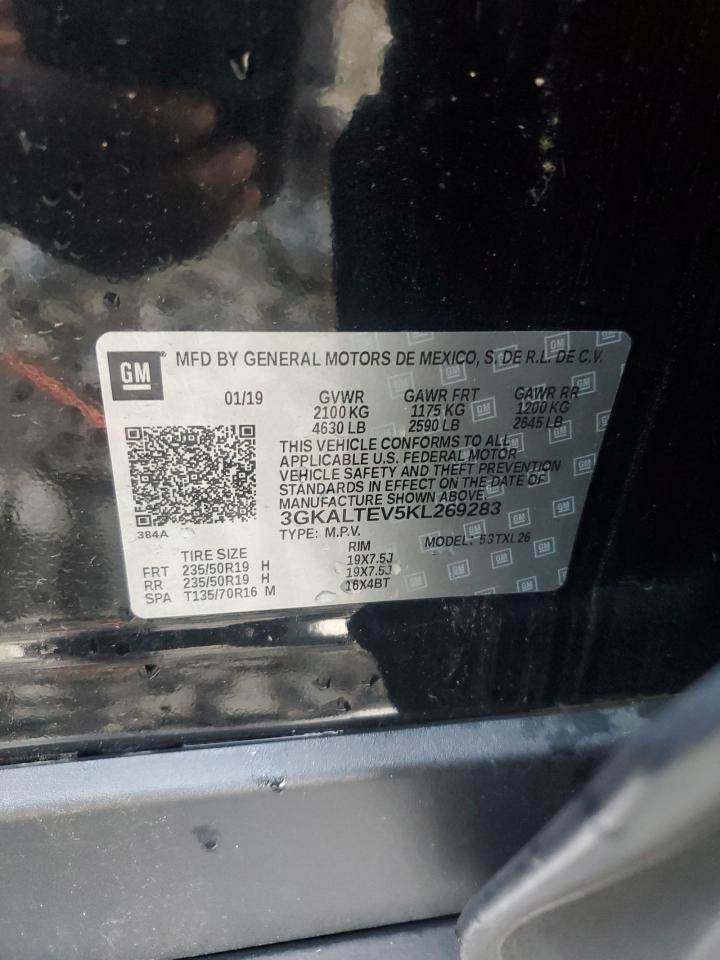 GM ® MFD BY GENERAL MOTORS DE MEXICO, S. DE R.L. DE C.V.
01/19 GVWR GAWR FRT GAWR RR
2100 KG 1175 KG 1200 KG
4630 LB 2590 LB 2645 LB
THIS VEHICLE CONFORMS TO ALL
APPLICABLE U.S. FEDERAL MOTOR
VEHICLE SAFETY AND THEFT PREVENTION
STANDARDS IN EFFECT ON THE DATE OF
MANUFACTURE SHOWN ABOVE.
3GKALTEV5KL269283
384A TYPE: M.P.V. MODEL: 53TXL26
TIRE SIZE RIM
FRT 235/50R19 H 19X7.5J
RR 235/50R19 H 19X7.5J
SPA T135/70R16 M 16X4BT